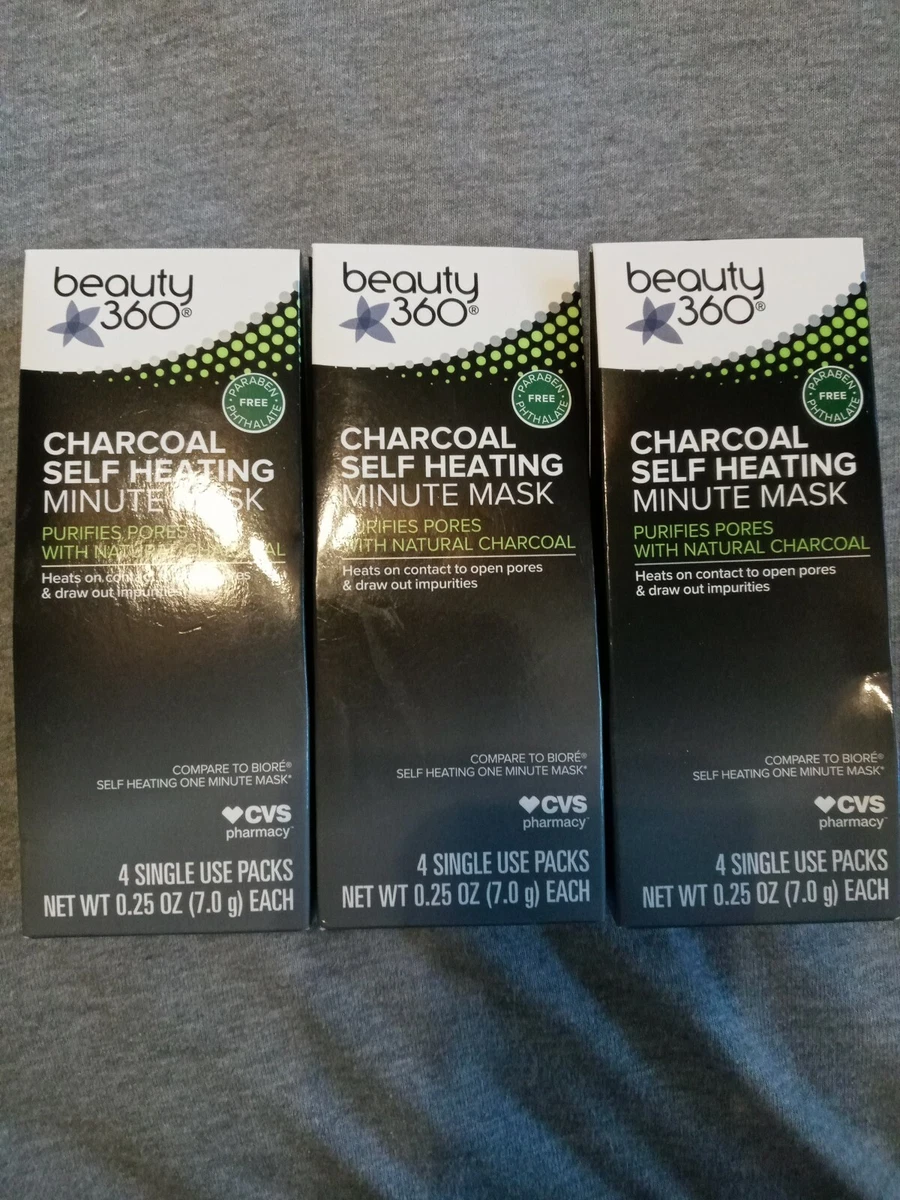 beauty
360®
PARABEN
FREE
PHTHALATE
CHARCOAL
SELF HEATING
MINUTE MASK
PURIFIES PORES
WITH NATURAL CHARCOAL
Heats on contact
& draw out impurities
COMPARE TO BIORÉ®
SELF HEATING ONE MINUTE MASK*
CVS
pharmacy™
4 SINGLE USE PACKS
NET WT 0.25 OZ (7.0 g) EACH
beauty
360®
PARABEN
FREE
PHTHALATE
CHARCOAL
SELF HEATING
MINUTE MASK
PURIFIES PORES
WITH NATURAL CHARCOAL
Heats on contact to open pores
& draw out impurities
COMPARE TO BIORÉ®
SELF HEATING ONE MINUTE MASK*
CVS
pharmacy™
4 SINGLE USE PACKS
NET WT 0.25 OZ (7.0 g) EACH
beauty
360®
PARABEN
FREE
PHTHALATE
CHARCOAL
SELF HEATING
MINUTE MASK
PURIFIES PORES
WITH NATURAL CHARCOAL
Heats on contact to open pores
& draw out impurities
COMPARE TO BIORÉ®
SELF HEATING ONE MINUTE MASK*
CVS
pharmacy™
4 SINGLE USE PACKS
NET WT 0.25 OZ (7.0 g) EACH